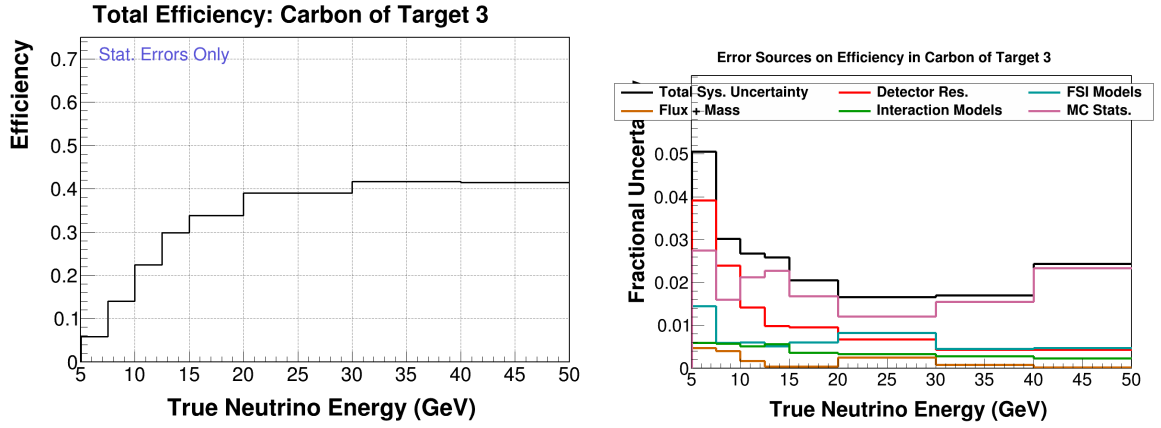 Total Efficiency: Carbon of Target 3
Stat. Errors Only
Efficiency
0.7
0.6
0.5
0.4
0.3
0.2
0.1
0
5 10 15 20 25 30 35 40 45 50
True Neutrino Energy (GeV)
Error Sources on Efficiency in Carbon of Target 3
Total Sys. Uncertainty Detector Res. FSI Models
Flux + Mass Interaction Models MC Stats.
Fractional Uncerta
0.05
0.04
0.03
0.02
0.01
0
5 10 15 20 25 30 35 40 45 50
True Neutrino Energy (GeV)